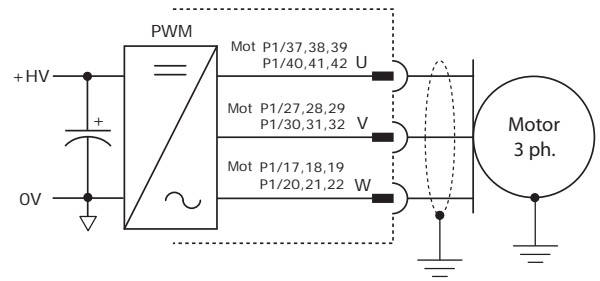 PWM
Mot P1/37,38,39
P1/40,41,42 U
+HV
Mot P1/27,28,29
P1/30,31,32 V
+
Motor
3 ph.
Mot P1/17,18,19
P1/20,21,22 W
0V